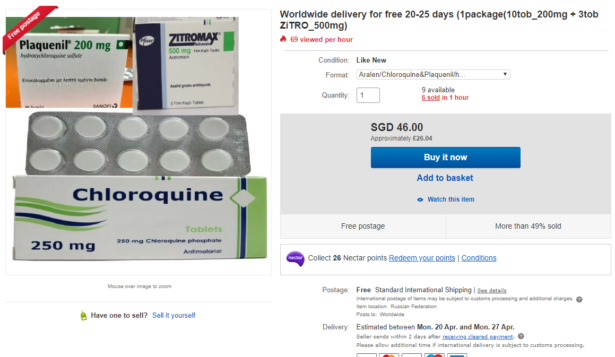 Free postage
Plaquenil® 200 mg
hydroxychloroquine sulfate
SANOFI
Pfizer
ZITROMAX®
500 mg
Chloroquine
Tablets
250 mg
250 mg Chloroquine phosphate
Antimalarial
Mouse over image to zoom
Have one to sell? Sell it yourself
Worldwide delivery for free 20-25 days (1package(10tob_200mg + 3tob
ZiTRO_500mg)
69 viewed per hour
Condition: Like New
Format: Aralen/Chloroquine&Plaquenil/h...
Quantity: 1
9 available
6 sold in 1 hour
SGD 46.00
Approximately £26.04
Buy it now
Add to basket
Watch this item
Free postage
More than 49% sold
nectar
Collect 26 Nectar points Redeem your points | Conditions
Postage: Free Standard International Shipping | See details
International postage of items may be subject to customs processing and additional charges.
Item location: Russian Federation
Posts to: Worldwide
Delivery: Estimated between Mon. 20 Apr. and Mon. 27 Apr.
Seller sends within 2 days after receiving cleared payment.
Please allow additional time if international delivery is subject to customs processing.